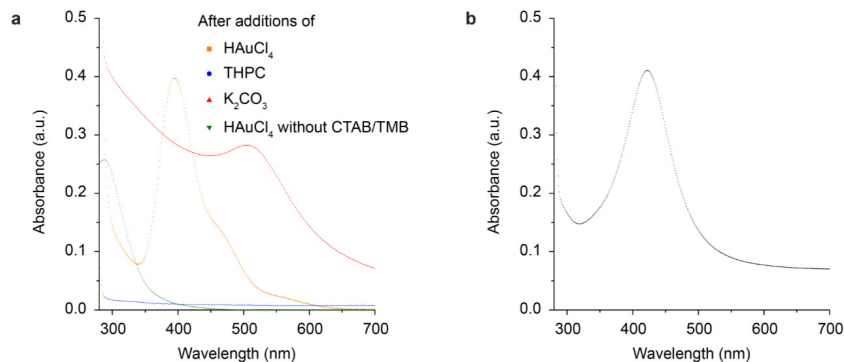 a
After additions of
HAuCl4
THPC
K2CO3
HAuCl4 without CTAB/TMB
Absorbance (a.u.)
0.5
0.4
0.3
0.2
0.1
0.0
300 400 500 600 700
Wavelength (nm)
b
Absorbance (a.u.)
0.5
0.4
0.3
0.2
0.1
0.0
300 400 500 600 700
Wavelength (nm)